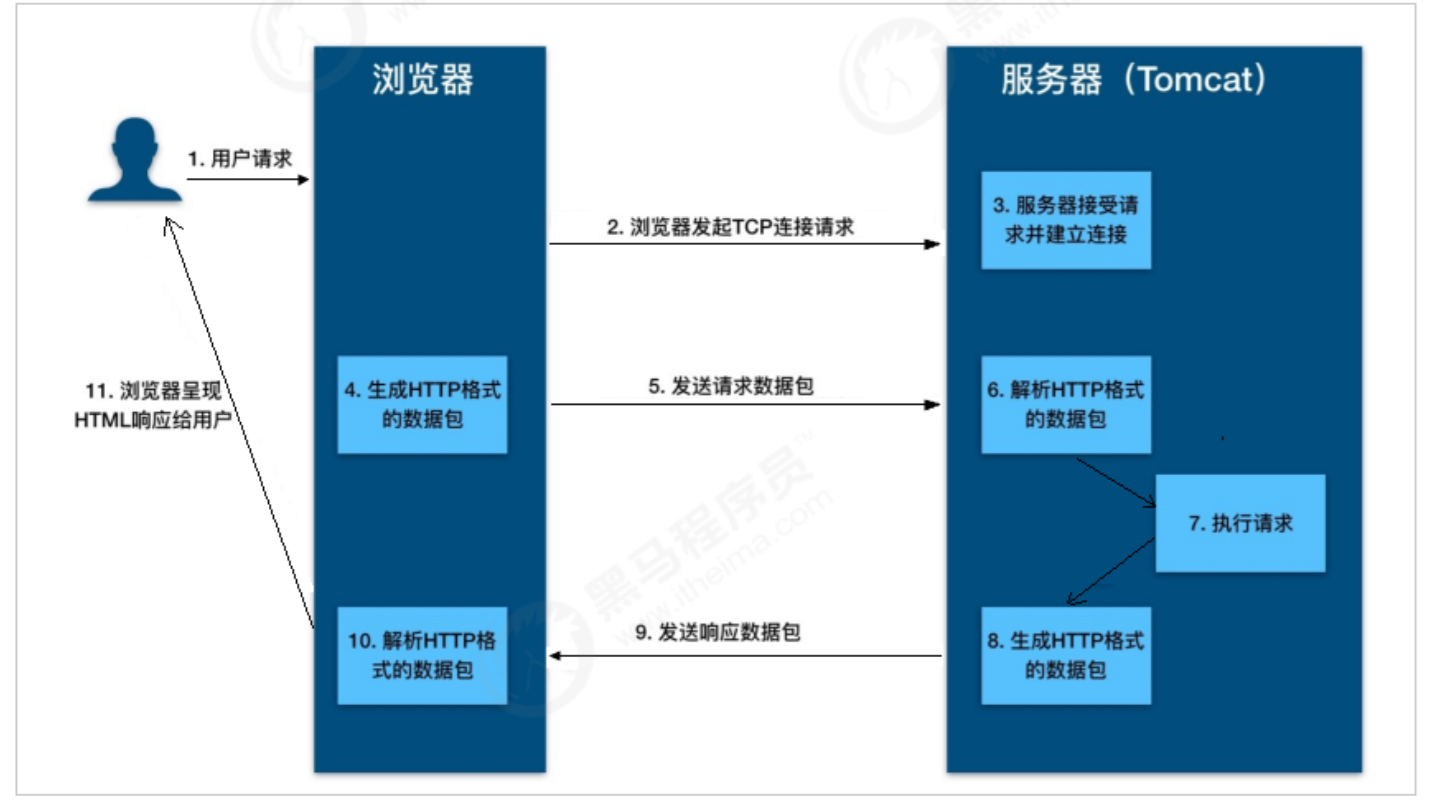 浏览器
服务器（Tomcat）
1. 用户请求
2. 浏览器发起TCP连接请求
3. 服务器接受请
求并建立连接
4. 生成HTTP格式
的数据包
5. 发送请求数据包
6. 解析HTTP格式
的数据包
7. 执行请求
8. 生成HTTP格式
的数据包
9. 发送响应数据包
10. 解析HTTP格
式的数据包
11. 浏览器呈现
HTML响应给用户
黑马程序员™
www.itheima.com